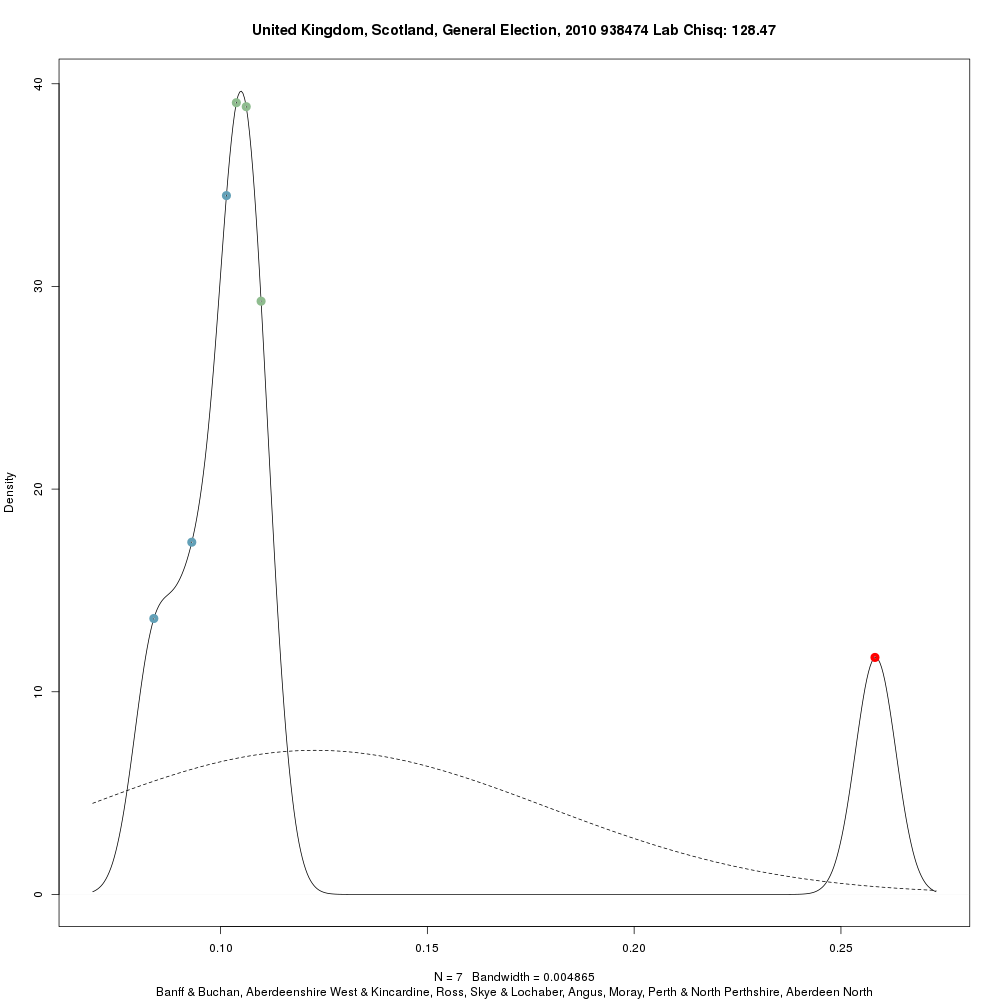 United Kingdom, Scotland, General Election, 2010 938474 Lab Chisq: 128.47
40
30
20
10
0
Density
0.10 0.15 0.20 0.25
N = 7 Bandwidth = 0.004865
Banff & Buchan, Aberdeenshire West & Kincardine, Ross, Skye & Lochaber, Angus, Moray, Perth & North Perthshire, Aberdeen North